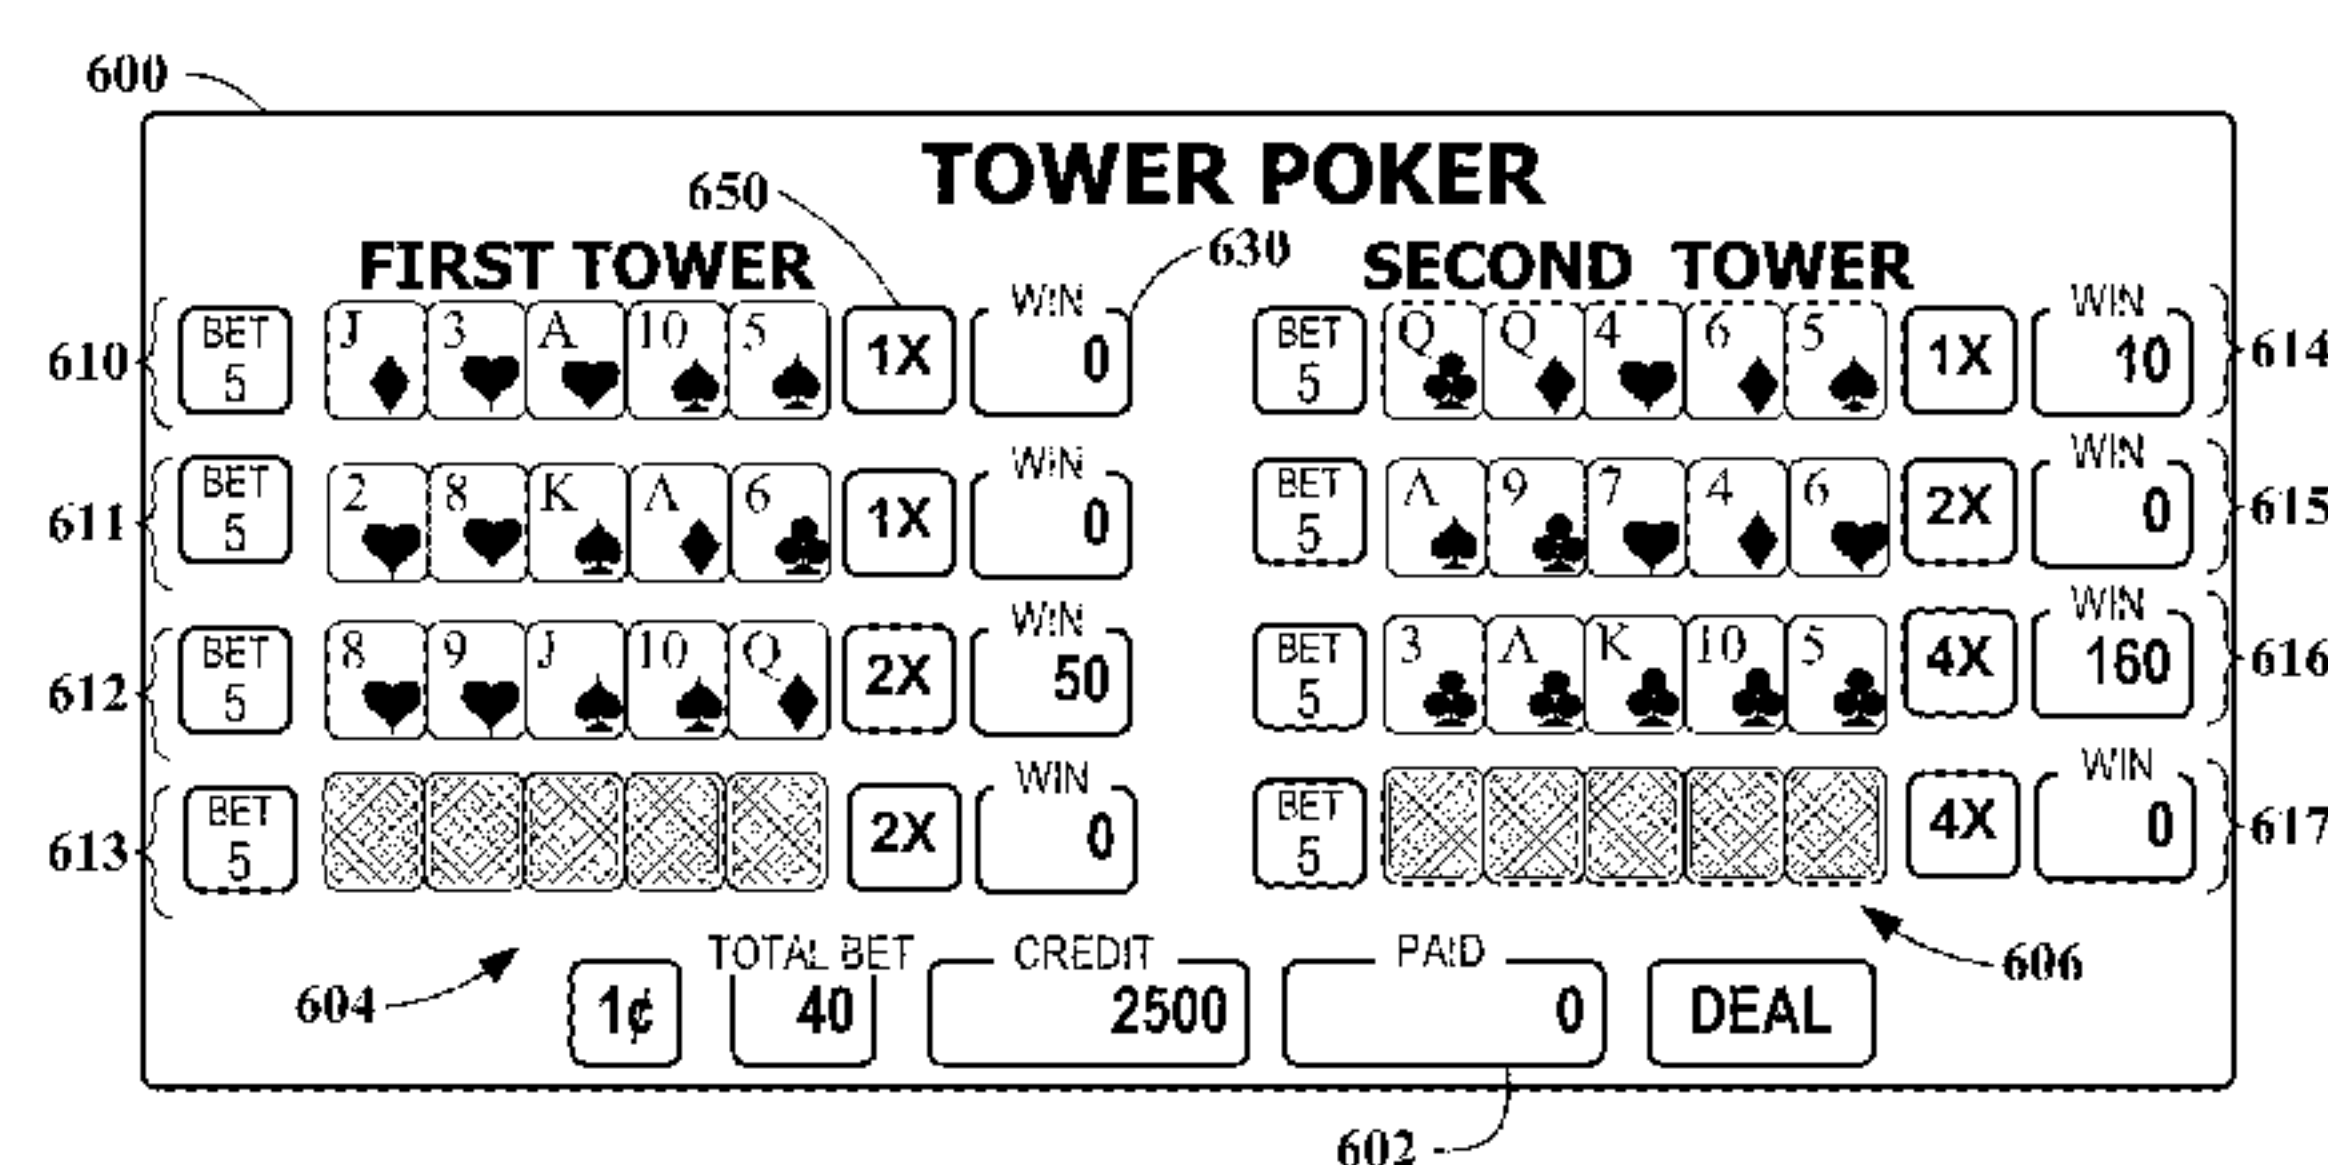 600
TOWER POKER
650
630
FIRST TOWER
SECOND TOWER
610
BET
5
J 3 A 10 5
1X
WIN
0
BET
5
Q Q 4 6 5
1X
WIN
10
614
611
BET
5
2 8 K A 6
1X
WIN
0
BET
5
A 9 7 4 6
2X
WIN
0
615
612
BET
5
8 9 J 10 Q
2X
WIN
50
BET
5
3 A K 10 5
4X
WIN
160
616
613
BET
5
2X
WIN
0
BET
5
4X
WIN
0
617
604
1¢
TOTAL BET
40
CREDIT
2500
PAID
0
DEAL
606
602